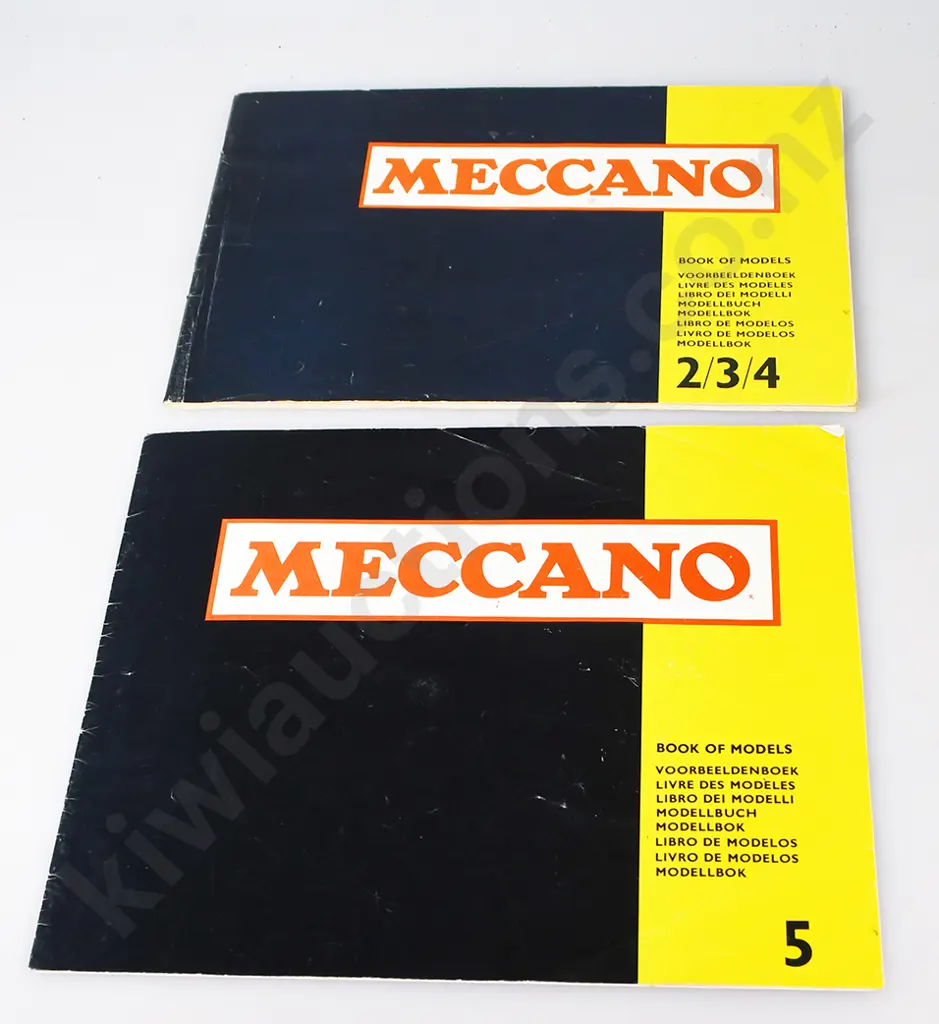 MECCANO
BOOK OF MODELS
VOORBEELDENBOEK
LIVRE DES MODELES
LIBRO DEI MODELLI
MODELLBUCH
MODELLBOK
LIBRO DE MODELOS
LIVRO DE MODELOS
MODELLBOK
2/3/4
MECCANO
BOOK OF MODELS
VOORBEELDENBOEK
LIVRE DES MODÈLES
LIBRO DEI MODELLI
MODELLBUCH
MODELLBOK
LIBRO DE MODELOS
LIVRO DE MODELOS
MODELLBOK
5
kiwiauctions.co.nz